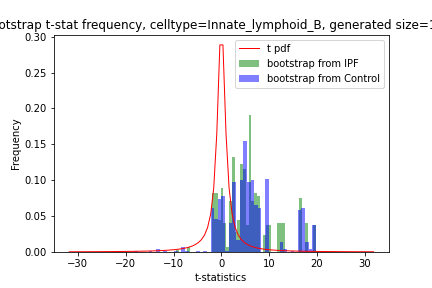 otstrap t-stat frequency, celltype=Innate_lymphoid_B, generated size=1
t pdf
bootstrap from IPF
bootstrap from Control
Frequency
0.30
0.25
0.20
0.15
0.10
0.05
0.00
−30 −20 −10 0 10 20 30
t-statistics